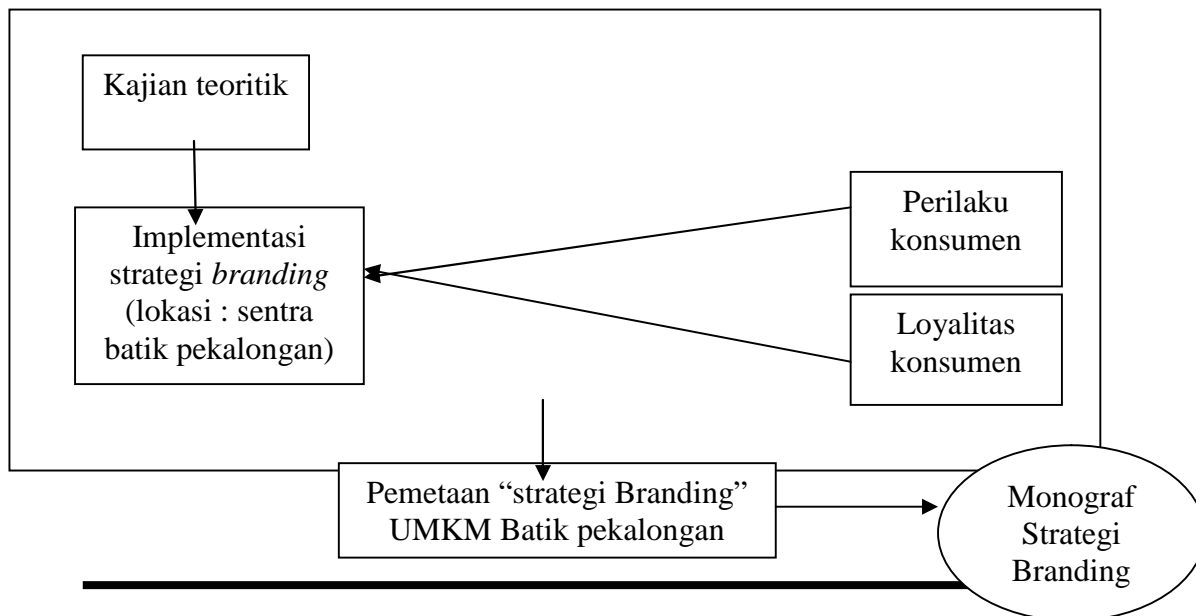 Kajian teoritik
Implementasi
strategi branding
(lokasi : sentra
batik pekalongan)
Perilaku
konsumen
Loyalitas
konsumen
Pemetaan “strategi Branding”
UMKM Batik pekalongan
Monograf
Strategi
Branding